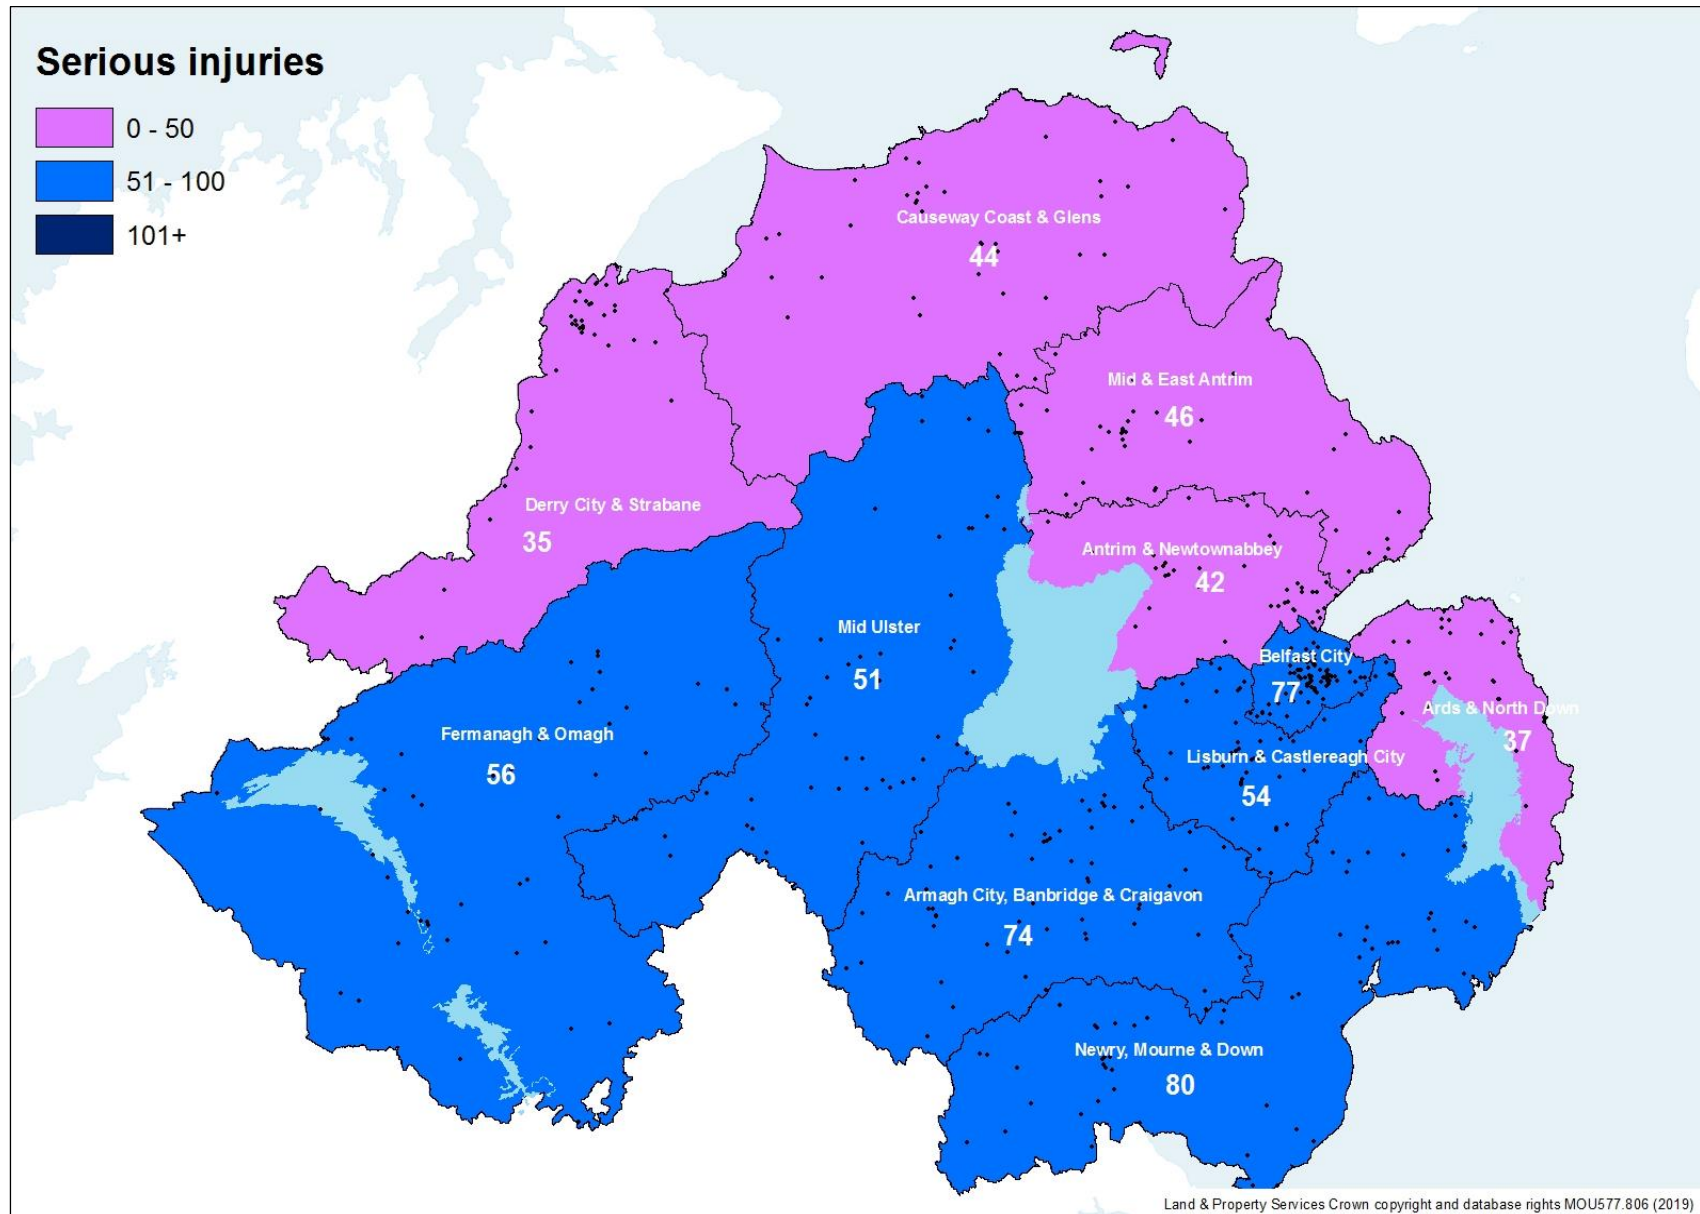 Serious injuries
0 - 50
51 - 100
101+
Causeway Coast & Glens
44
Mid & East Antrim
46
Derry City & Strabane
35
Antrim & Newtownabbey
42
Mid Ulster
51
Belfast City
77
Ards & North Down
37
Fermanagh & Omagh
56
Lisburn & Castlereagh City
54
Armagh City, Banbridge & Craigavon
74
Newry, Mourne & Down
80
Land & Property Services Crown copyright and database rights MOU577.806 (2019)